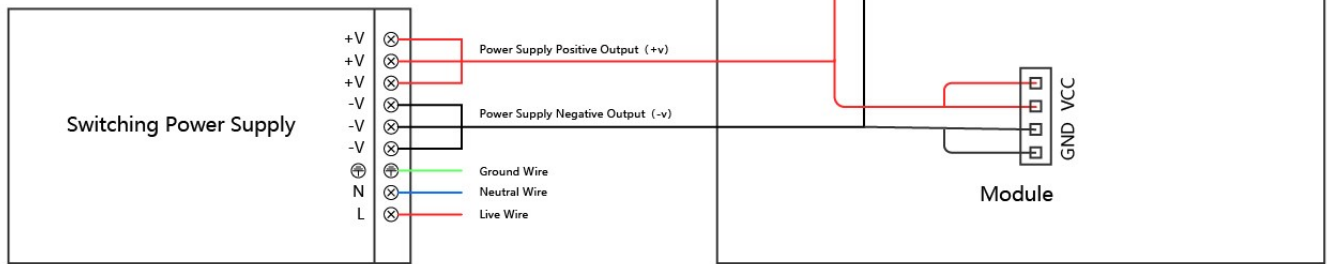 +V
+V
Power Supply Positive Output（+v）
+V
-V
Power Supply Negative Output（-v）
Switching Power Supply
-V
-V
Ground Wire
N
Neutral Wire
L
Live Wire
VCC
GND
Module